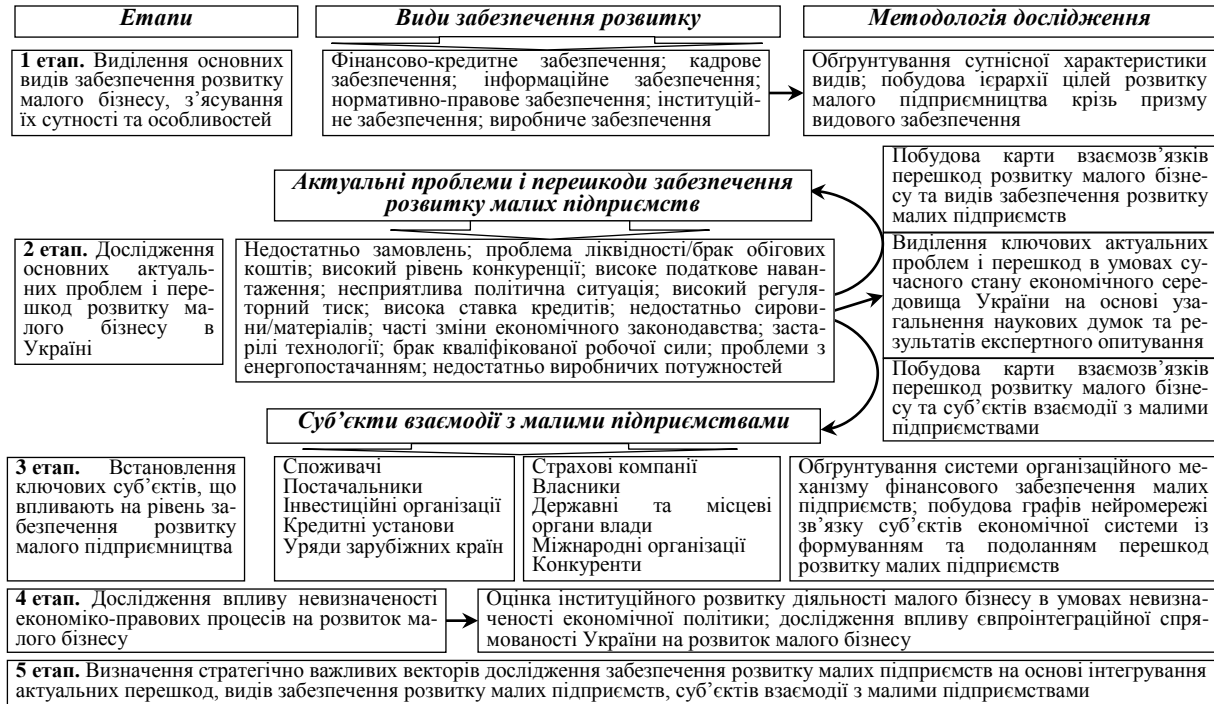 Етапи
Види забезпечення розвитку
Методологія дослідження
1 етап. Виділення основних
видів забезпечення розвитку
малого бізнесу, з’ясування
їх сутності та особливостей
Фінансово-кредитне забезпечення; кадрове
забезпечення; інформаційне забезпечення;
нормативно-правове забезпечення; інституцій-
не забезпечення; виробниче забезпечення
Обґрунтування сутнісної характеристики
видів; побудова ієрархії цілей розвитку
малого підприємництва крізь призму
видового забезпечення
Актуальні проблеми і перешкоди забезпечення
розвитку малих підприємств
Побудова карти взаємозв’язків
перешкод розвитку малого бізне-
су та видів забезпечення розвитку
малих підприємств
2 етап. Дослідження
основних актуаль-
них проблем і пере-
шкод розвитку ма-
лого бізнесу в
Україні
Недостатньо замовлень; проблема ліквідності/брак обігових
коштів; високий рівень конкуренції; високе податкове наван-
таження; несприятлива політична ситуація; високий регуля-
торний тиск; висока ставка кредитів; недостатньо сирови-
ни/матеріалів; часті зміни економічного законодавства; заста-
рілі технології; брак кваліфікованої робочої сили; проблеми з
енергопостачанням; недостатньо виробничих потужностей
Виділення ключових актуальних
проблем і перешкод в умовах су-
часного стану економічного сере-
довища України на основі уза-
гальнення наукових думок та ре-
зультатів експертного опитування
Побудова карти взаємозв’язків
перешкод розвитку малого бізне-
су та суб’єктів взаємодії з малими
підприємствами
Суб’єкти взаємодії з малими підприємствами
3 етап. Встановлення
ключових суб’єктів, що
впливають на рівень за-
безпечення розвитку
малого підприємництва
Споживачі
Постачальники
Інвестиційні організації
Кредитні установи
Уряди зарубіжних країн
Страхові компанії
Власники
Державні та місцеві
органи влади
Міжнародні організації
Конкуренти
Обґрунтування системи організаційного ме-
ханізму фінансового забезпечення малих
підприємств; побудова графів нейромережі
зв’язку суб’єктів економічної системи із
формуванням та подоланням перешкод
розвитку малих підприємств
4 етап. Дослідження впливу невизначеності
економіко-правових процесів на розвиток ма-
лого бізнесу
Оцінка інституційного розвитку діяльності малого бізнесу в умовах невизна-
ченості економічної політики; дослідження впливу євроінтеграційної спря-
мованості України на розвиток малого бізнесу
5 етап. Визначення стратегічно важливих векторів дослідження забезпечення розвитку малих підприємств на основі інтегрування
актуальних перешкод, видів забезпечення розвитку малих підприємств, суб’єктів взаємодії з малими підприємствами